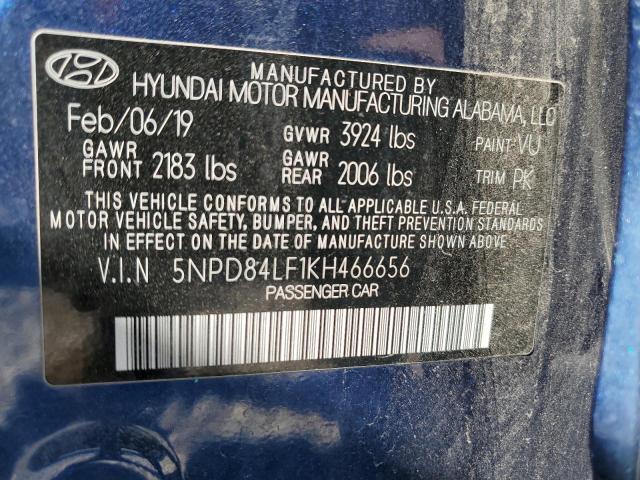 MANUFACTURED BY
HYUNDAI MOTOR MANUFACTURING ALABAMA, LLC
Feb/06/19 GVWR 3924 lbs PAINT: VU
GAWR FRONT 2183 lbs GAWR REAR 2006 lbs TRIM PK
THIS VEHICLE CONFORMS TO ALL APPLICABLE U.S.A. FEDERAL
MOTOR VEHICLE SAFETY, BUMPER, AND THEFT PREVENTION STANDARDS
IN EFFECT ON THE DATE OF MANUFACTURE SHOWN ABOVE.
V.I.N 5NPD84LF1KH466656
PASSENGER CAR